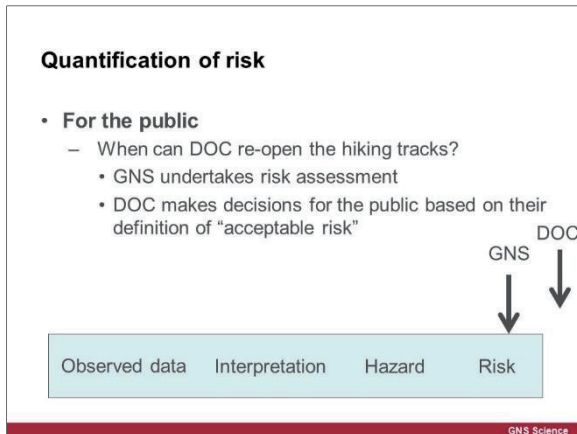 Quantification of risk
• For the public
– When can DOC re-open the hiking tracks?
• GNS undertakes risk assessment
• DOC makes decisions for the public based on their
definition of “acceptable risk”
DOC
GNS
Observed data Interpretation Hazard Risk
GNS Science